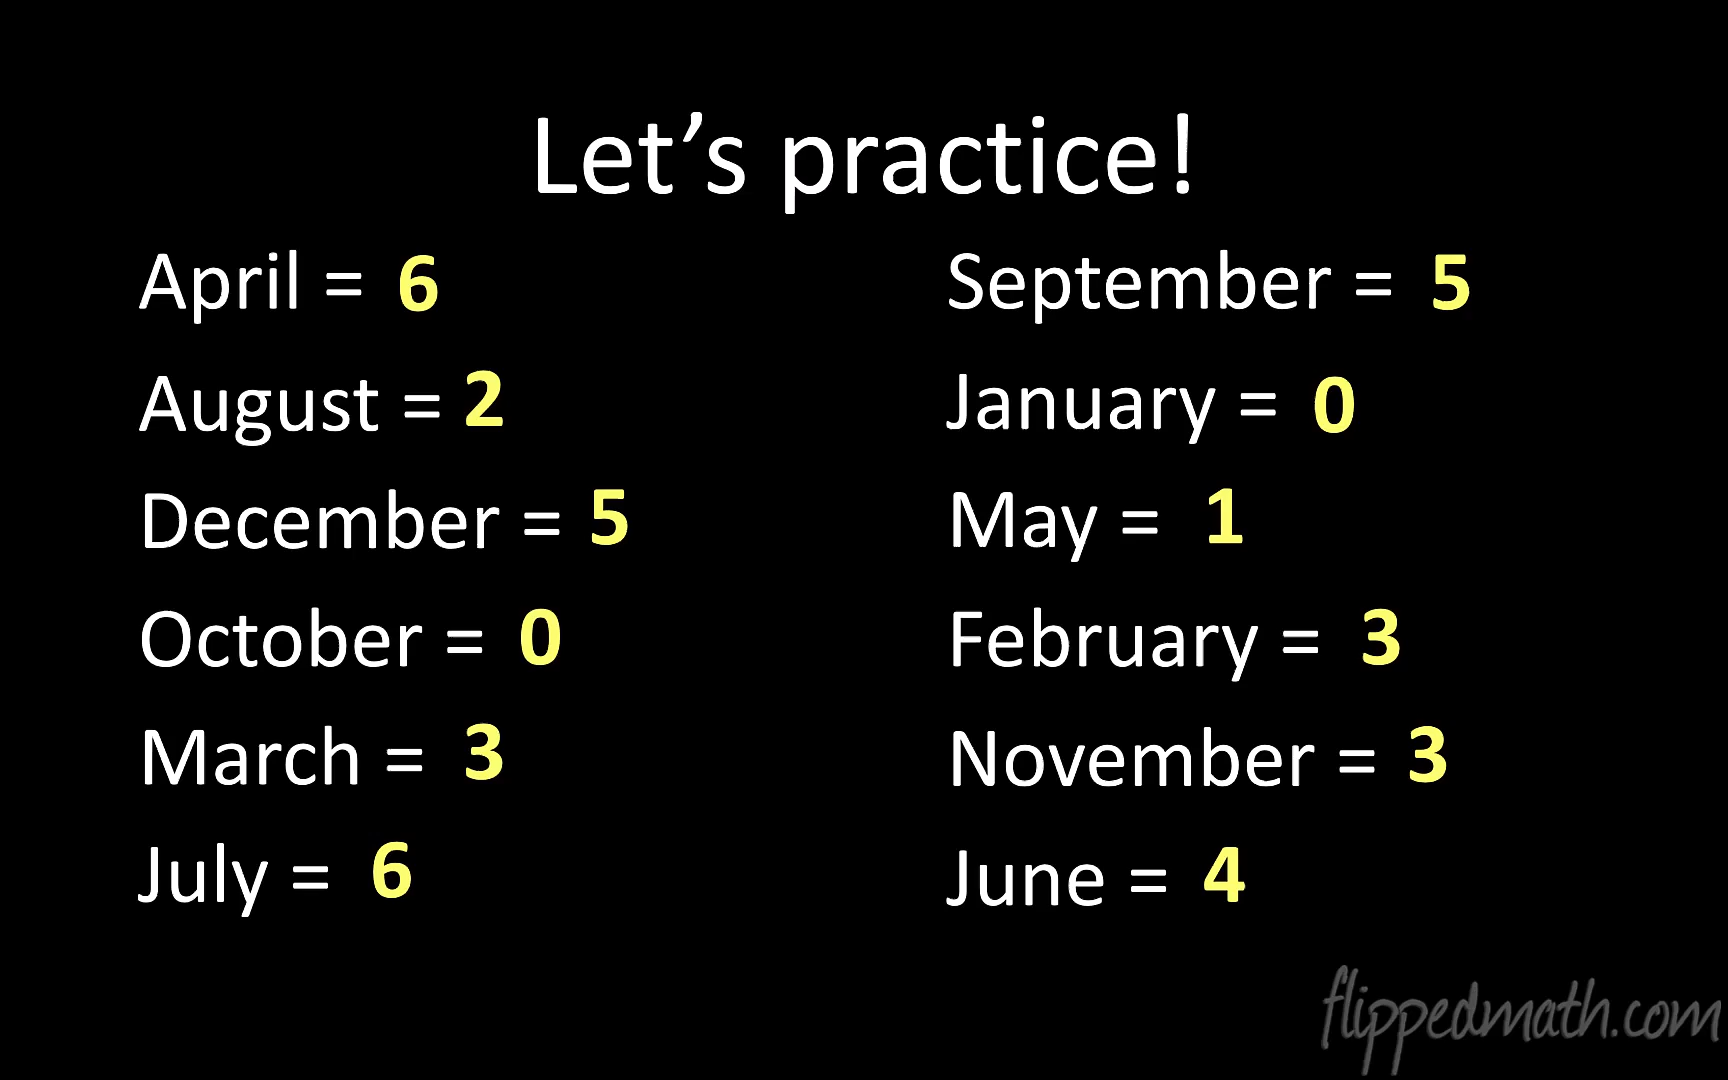 Let’s practice!
April = 6
August = 2
December = 5
October = 0
March = 3
July = 6
September = 5
January = 0
May = 1
February = 3
November = 3
June = 4
flippedmath.com